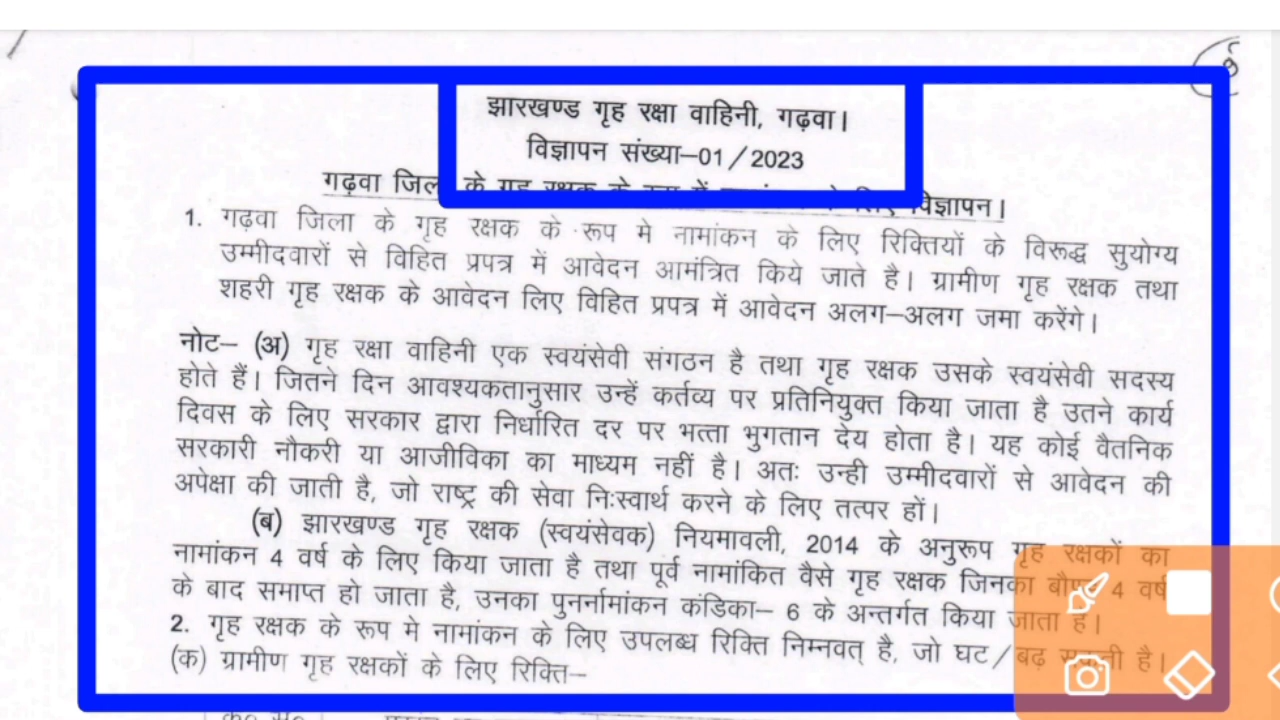 झारखण्ड गृह रक्षा वाहिनी, गढ़वा।
विज्ञापन संख्या–01/2023
गढ़वा जिला के गृह रक्षक के रूप में नामांकन के लिए विज्ञापन।
1. गढ़वा जिला के गृह रक्षक के रूप मे नामांकन के लिए रिक्तियों के विरूद्ध सुयोग्य
उम्मीदवारों से विहित प्रपत्र में आवेदन आमंत्रित किये जाते है। ग्रामीण गृह रक्षक तथा
शहरी गृह रक्षक के आवेदन लिए विहित प्रपत्र में आवेदन अलग–अलग जमा करेंगे।
नोट– (अ) गृह रक्षा वाहिनी एक स्वयंसेवी संगठन है तथा गृह रक्षक उसके स्वयंसेवी सदस्य
होते हैं। जितने दिन आवश्यकतानुसार उन्हें कर्तव्य पर प्रतिनियुक्त किया जाता है उतने कार्य
दिवस के लिए सरकार द्वारा निर्धारित दर पर भत्ता भुगतान देय होता है। यह कोई वैतनिक
सरकारी नौकरी या आजीविका का माध्यम नहीं है। अतः उन्ही उम्मीदवारों से आवेदन की
अपेक्षा की जाती है, जो राष्ट्र की सेवा निःस्वार्थ करने के लिए तत्पर हों।
(ब) झारखण्ड गृह रक्षक (स्वयंसेवक) नियमावली, 2014 के अनुरूप गृह रक्षकों का
नामांकन 4 वर्ष के लिए किया जाता है तथा पूर्व नामांकित वैसे गृह रक्षक जिनका बौण्ड 4 वर्ष
के बाद समाप्त हो जाता है, उनका पुनर्नामांकन कंडिका– 6 के अन्तर्गत किया जाता है।
2. गृह रक्षक के रूप मे नामांकन के लिए उपलब्ध रिक्ति निम्नवत् है, जो घट/बढ़ सकती है।
(क) ग्रामीण गृह रक्षकों के लिए रिक्ति–